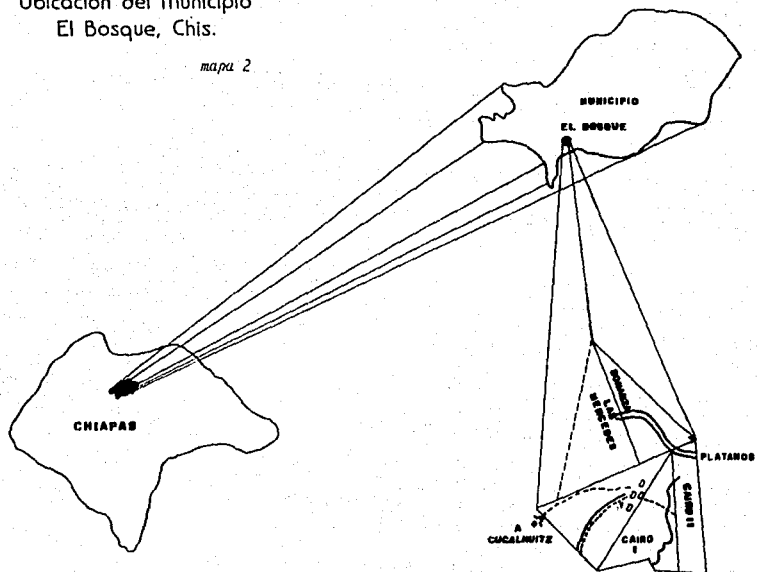 Ubicación del municipio
El Bosque, Chis.
mapa 2
MUNICIPIO
EL BOSQUE
CHIAPAS
BONANZA
LAS
MERCEDES
PLATANOS
CAIRO II
CAIRO
I
A
CUCALHUITZ